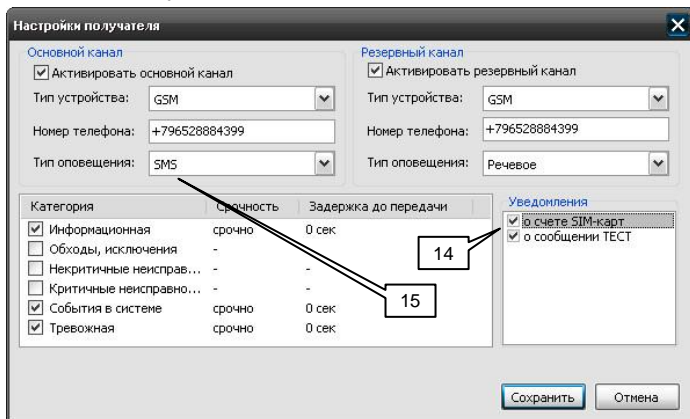 Настройки получателя
Основной канал
Активировать основной канал
Тип устройства: GSM
Номер телефона: +796528884399
Тип оповещения: SMS
Резервный канал
Активировать резервный канал
Тип устройства: GSM
Номер телефона: +796528884399
Тип оповещения: Речевое
Категория Срочность Задержка до передачи
Информационная срочно 0 сек
Обходы, исключения - -
Некритичные неисправ... - -
Критичные неисправно... - -
События в системе срочно 0 сек
Тревожная срочно 0 сек
Уведомления
о счете SIM-карт
о сообщении ТЕСТ
14
15
Сохранить Отмена